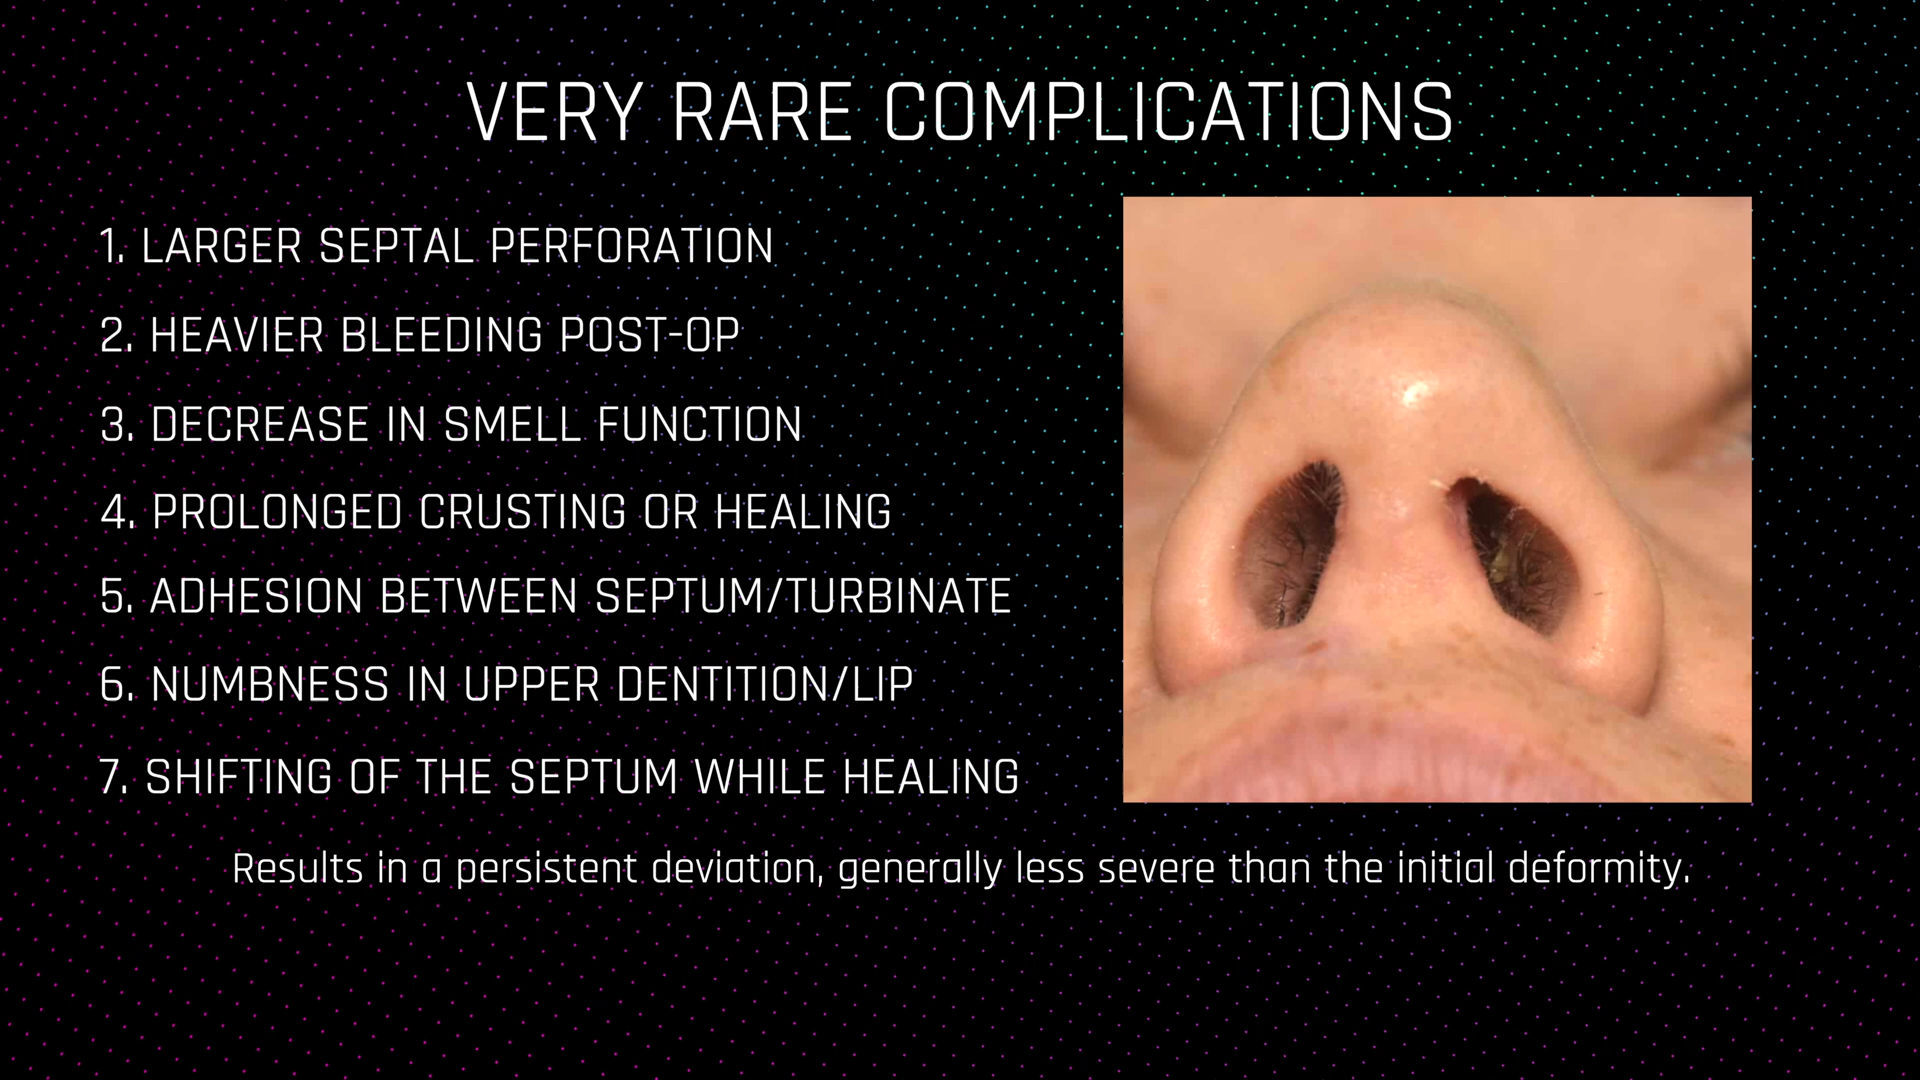 VERY RARE COMPLICATIONS
1. LARGER SEPTAL PERFORATION
2. HEAVIER BLEEDING POST-OP
3. DECREASE IN SMELL FUNCTION
4. PROLONGED CRUSTING OR HEALING
5. ADHESION BETWEEN SEPTUM/TURBINATE
6. NUMBNESS IN UPPER DENTITION/LIP
7. SHIFTING OF THE SEPTUM WHILE HEALING
Results in a persistent deviation, generally less severe than the initial deformity.